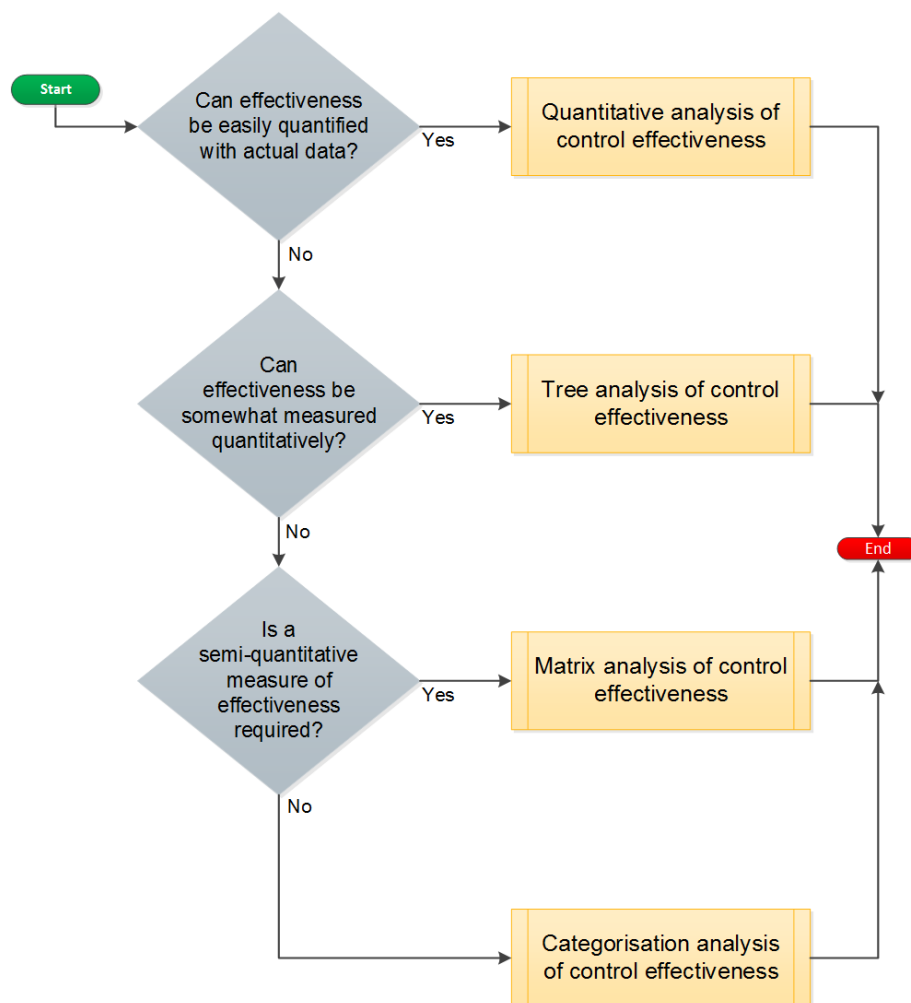 Start
Can effectiveness
be easily quantified
with actual data?
Yes
Quantitative analysis of
control effectiveness
No
Can
effectiveness be
somewhat measured
quantitatively?
Yes
Tree analysis of control
effectiveness
No
End
Is a
semi-quantitative
measure of
effectiveness
required?
Yes
Matrix analysis of control
effectiveness
No
Categorisation analysis
of control effectiveness